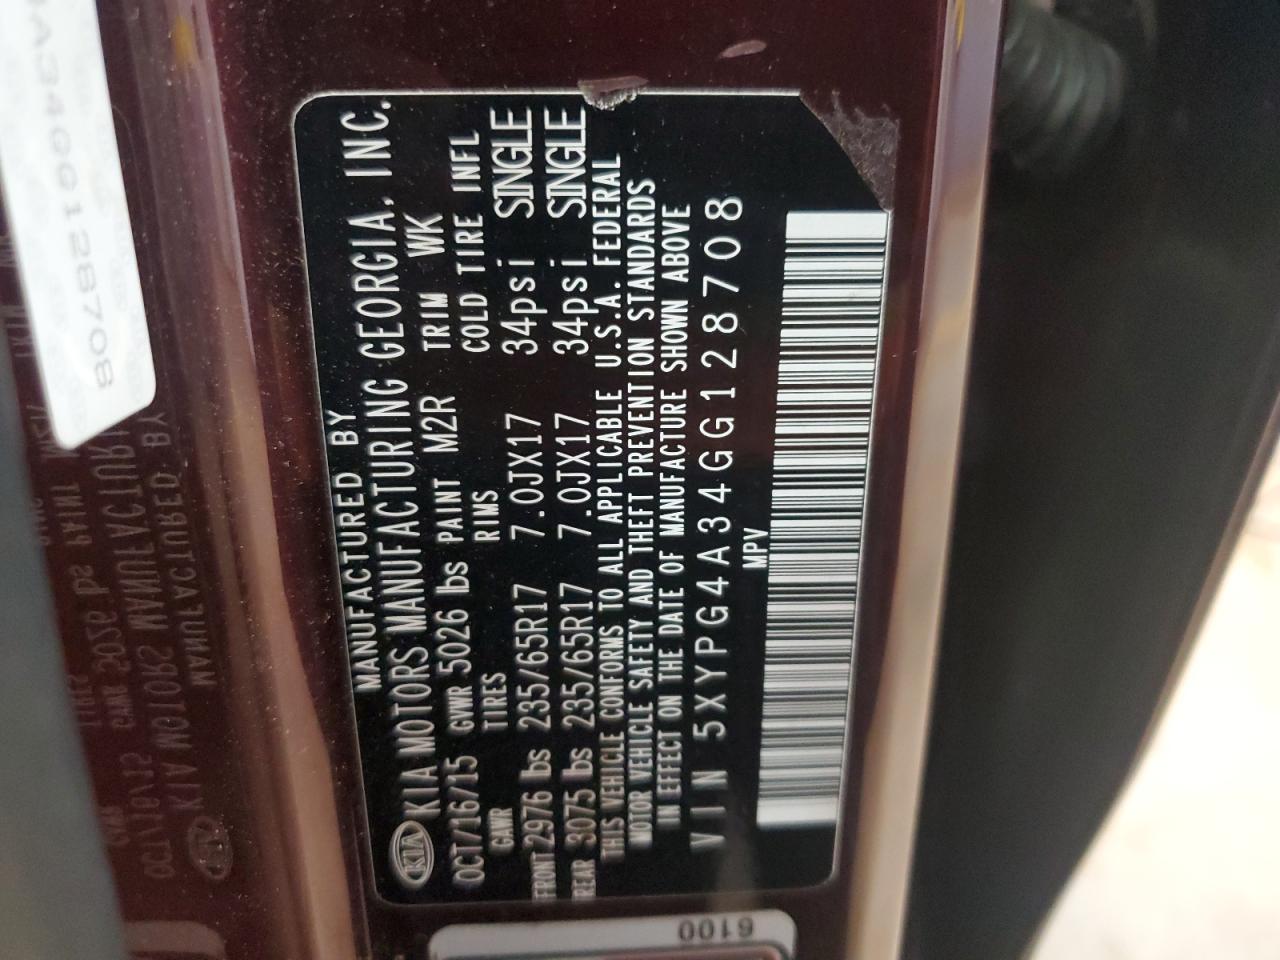 MANUFACTURED BY
KIA KIA MOTORS MANUFACTURING GEORGIA, INC.
OCT/16/15 GVWR 5026 lbs PAINT M2R TRIM WK
GAWR TIRES RIMS COLD TIRE INFL
FRONT 2976 lbs 235/65R17 7.0JX17 34psi SINGLE
REAR 3075 lbs 235/65R17 7.0JX17 34psi SINGLE
THIS VEHICLE CONFORMS TO ALL APPLICABLE U.S.A. FEDERAL
MOTOR VEHICLE SAFETY AND THEFT PREVENTION STANDARDS
IN EFFECT ON THE DATE OF MANUFACTURE SHOWN ABOVE
VIN 5XYPG4A34GG128708
MPV
6100
4A34GG128708